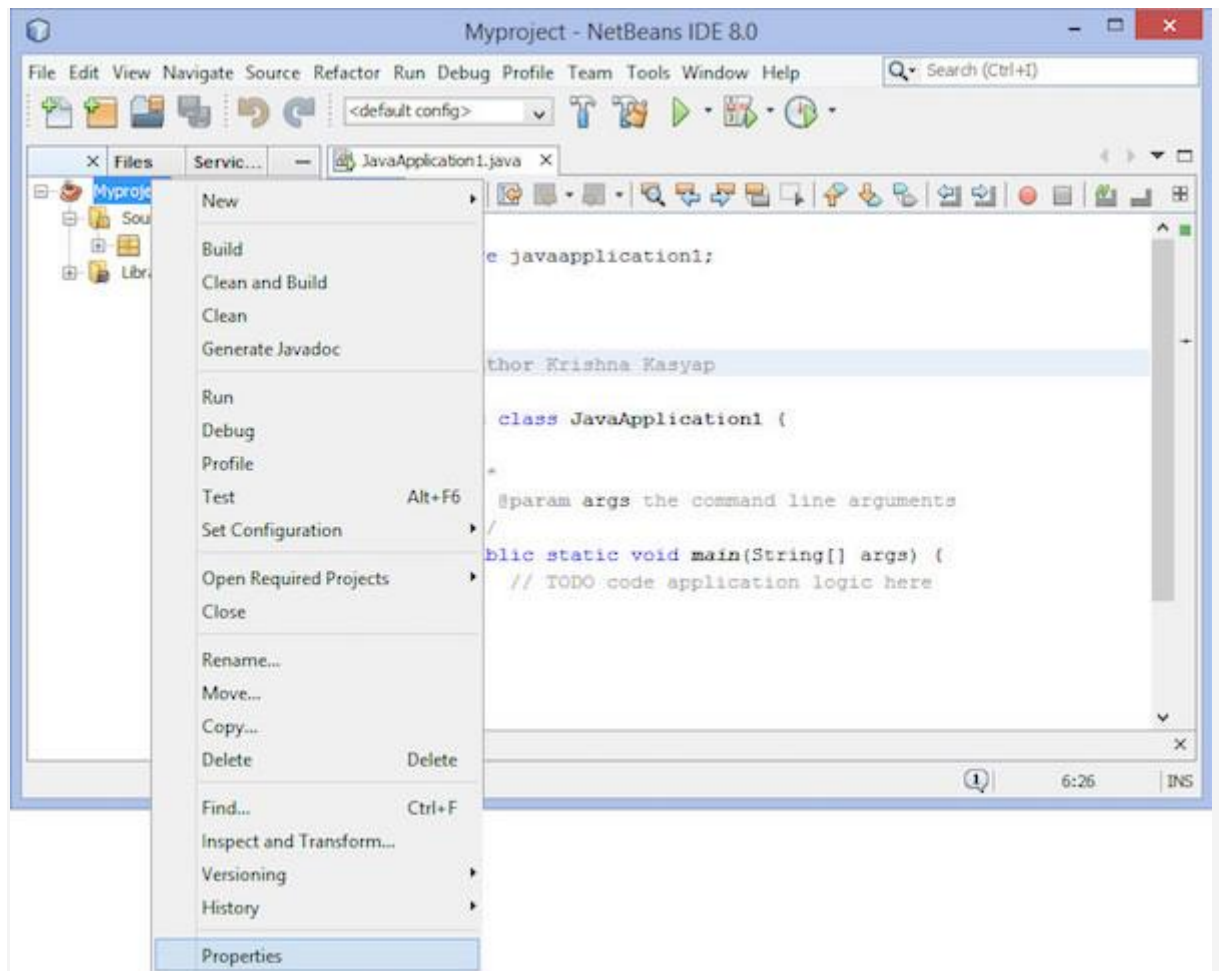 Myproject - NetBeans IDE 8.0
File Edit View Navigate Source Refactor Run Debug Profile Team Tools Window Help
Search (Ctrl+I)
<default config>
Files Servic... JavaApplication1.java
Myproje
Sou
Libra
New
Build
Clean and Build
Clean
Generate Javadoc
Run
Debug
Profile
Test Alt+F6
Set Configuration
Open Required Projects
Close
Rename...
Move...
Copy...
Delete Delete
Find... Ctrl+F
Inspect and Transform...
Versioning
History
Properties
e javaapplication1;
thor Krishna Kasyap
class JavaApplication1 {
*
@param args the command line arguments
/
blic static void main(String[] args) {
// TODO code application logic here
1 6:26 INS